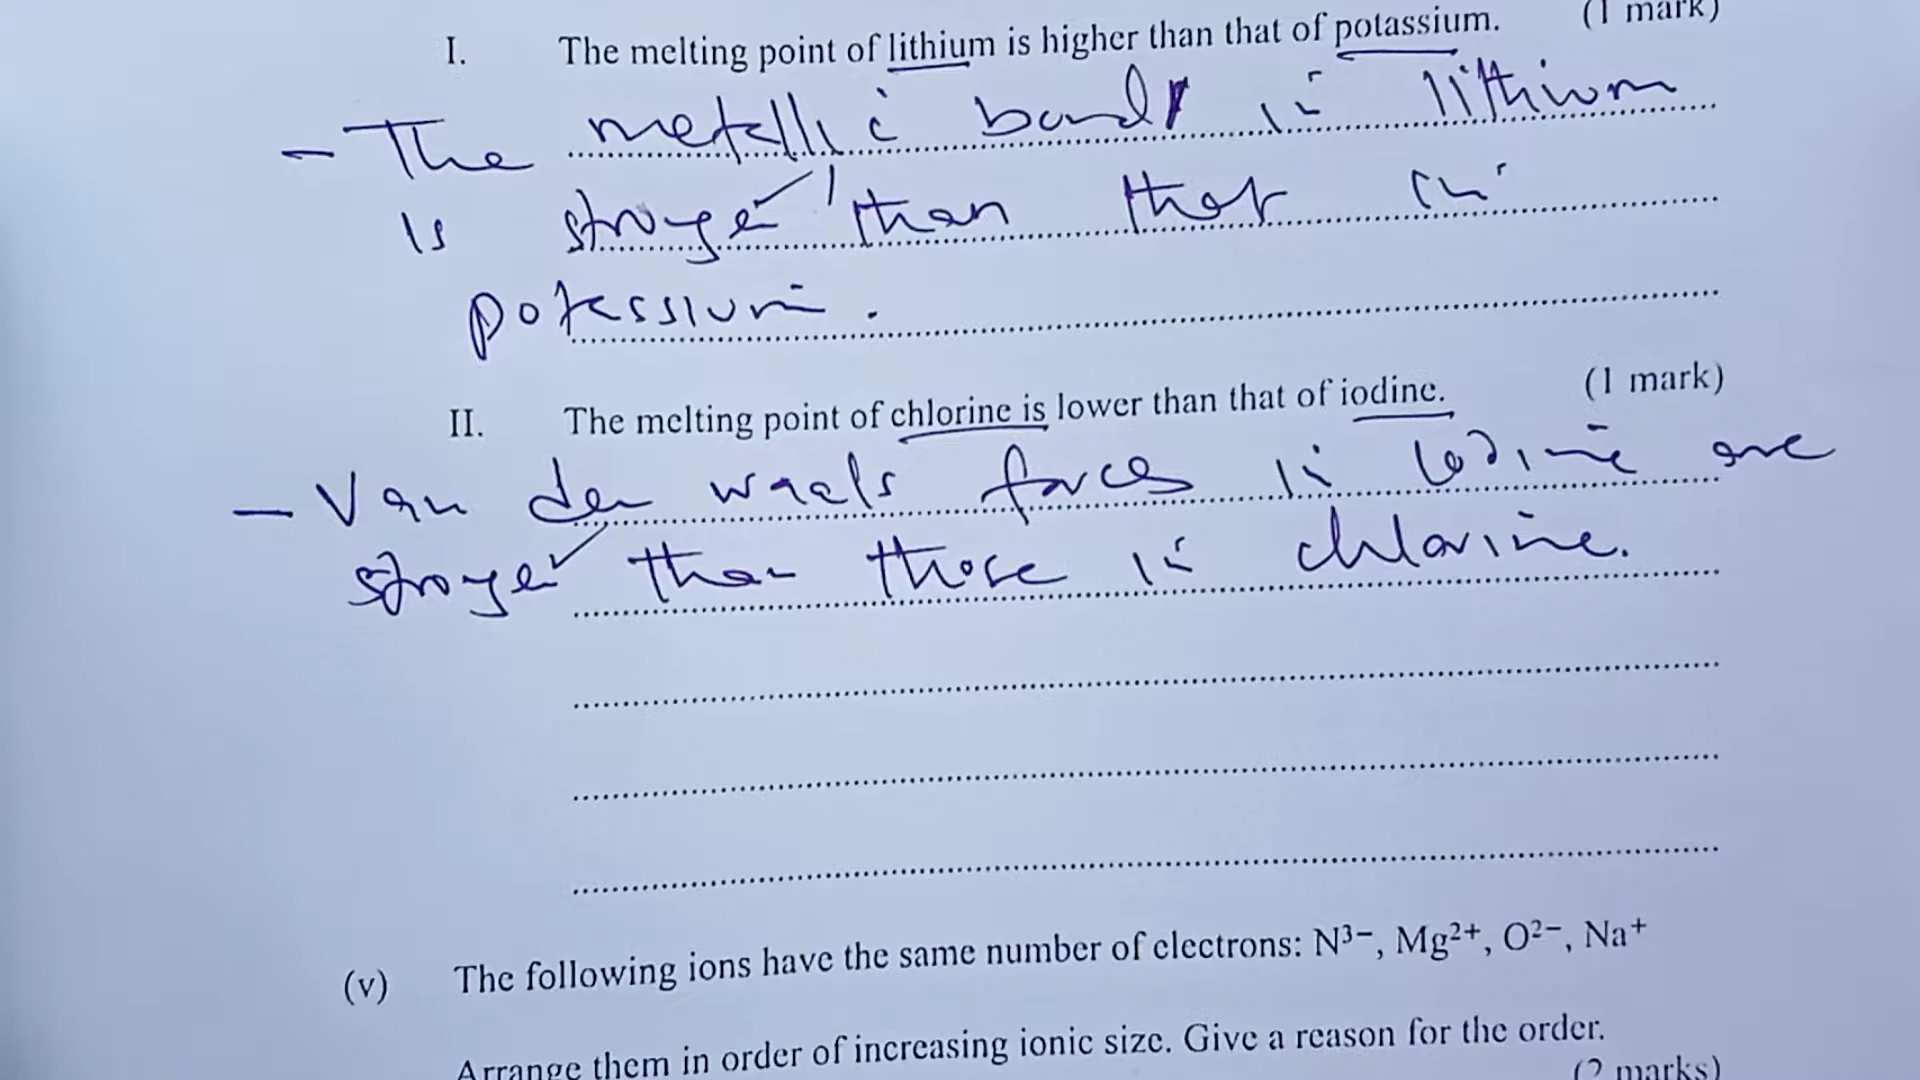 I. The melting point of lithium is higher than that of potassium. (1 mark)
- The metallic bond in lithium
is stronger than that in
potassium.
II. The melting point of chlorine is lower than that of iodine. (1 mark)
- Van der waals forces in iodine are
stronger than those in chlorine.
(v) The following ions have the same number of electrons: N³⁻, Mg²⁺, O²⁻, Na⁺
Arrange them in order of increasing ionic size. Give a reason for the order.
(2 marks)